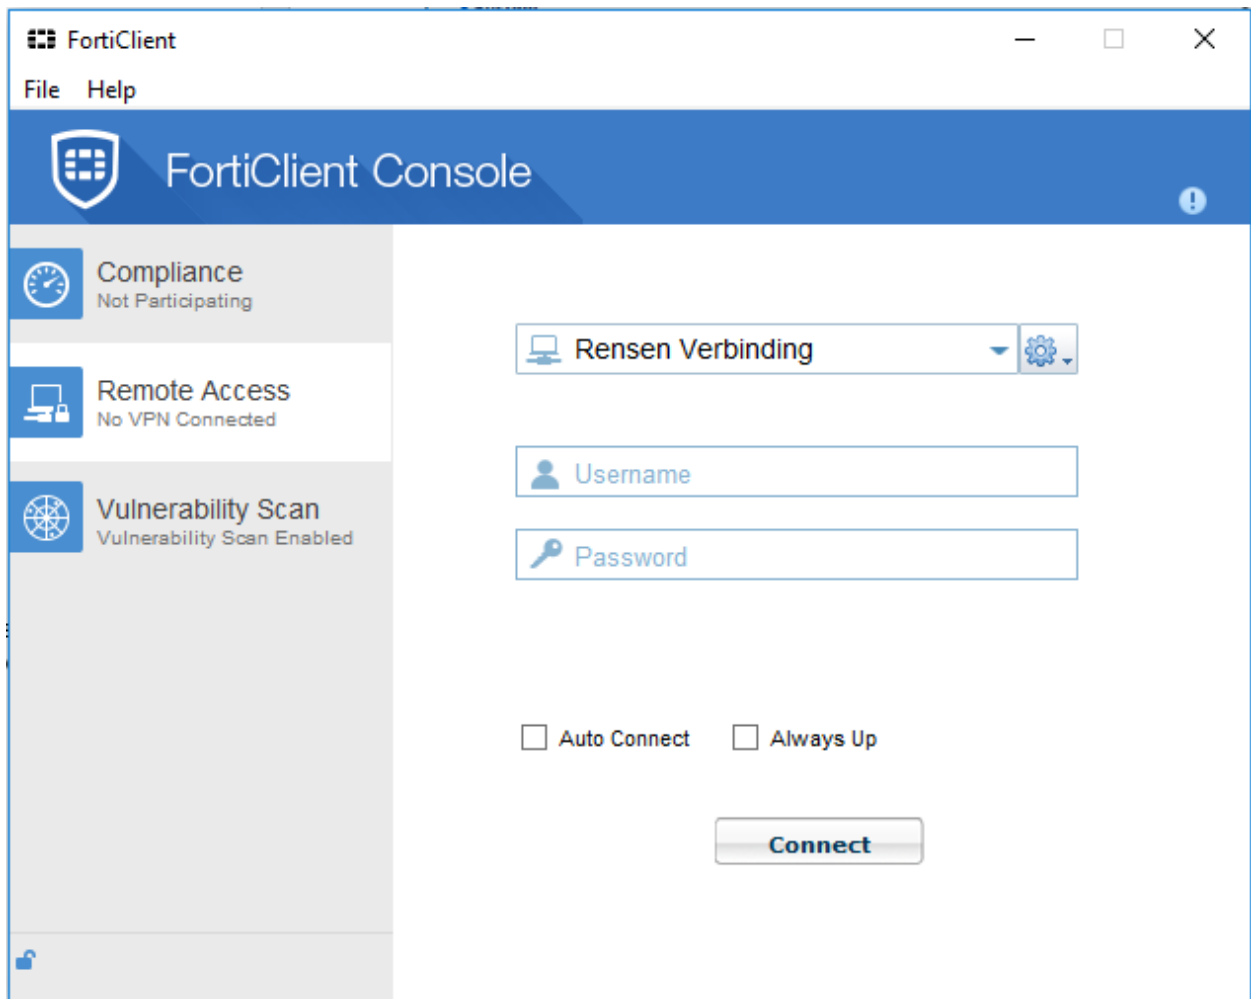 FortiClient
File Help
FortiClient Console
Compliance
Not Participating
Remote Access
No VPN Connected
Vulnerability Scan
Vulnerability Scan Enabled
Rensen Verbinding
Username
Password
Auto Connect
Always Up
Connect